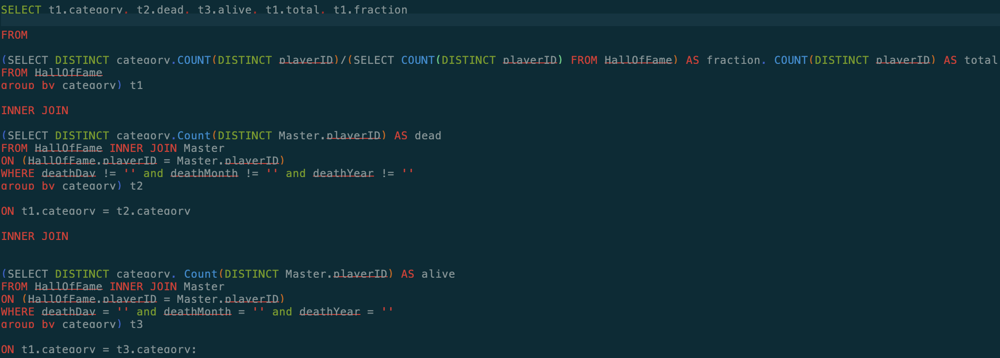 SELECT t1.category, t2.dead, t3.alive, t1.total, t1.fraction
FROM
(SELECT DISTINCT category,COUNT(DISTINCT playerID)/(SELECT COUNT(DISTINCT playerID) FROM HallOfFame) AS fraction, COUNT(DISTINCT playerID) AS total
FROM HallOfFame
group by category) t1
INNER JOIN
(SELECT DISTINCT category,Count(DISTINCT Master.playerID) AS dead
FROM HallOfFame INNER JOIN Master
ON (HallOfFame.playerID = Master.playerID)
WHERE deathDay != '' and deathMonth != '' and deathYear != ''
group by category) t2
ON t1.category = t2.category
INNER JOIN
(SELECT DISTINCT category, Count(DISTINCT Master.playerID) AS alive
FROM HallOfFame INNER JOIN Master
ON (HallOfFame.playerID = Master.playerID)
WHERE deathDay = '' and deathMonth = '' and deathYear = ''
group by category) t3
ON t1.category = t3.category;